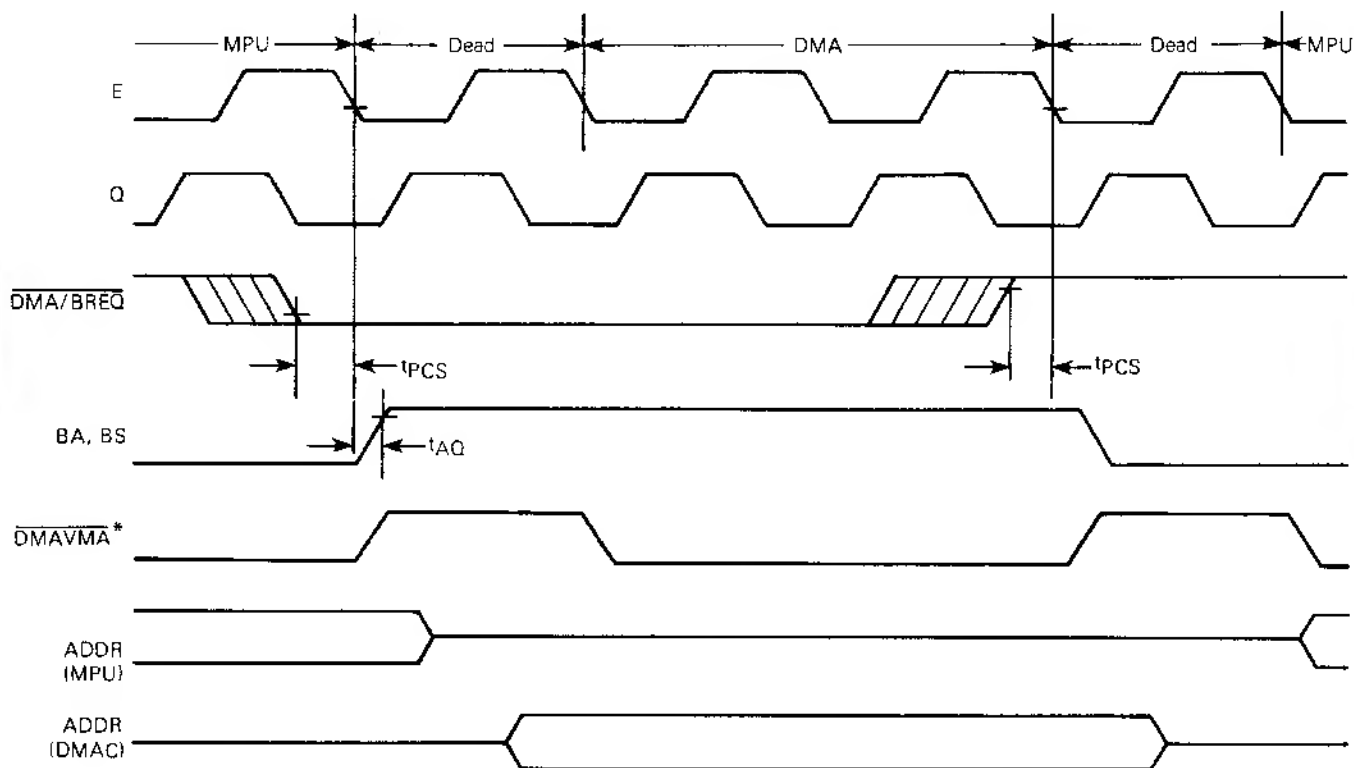 MPU Dead DMA Dead MPU
E
Q
DMA/BREQ
tPCS tPCS
BA, BS
tAQ
DMAVMA*
ADDR
(MPU)
ADDR
(DMAC)